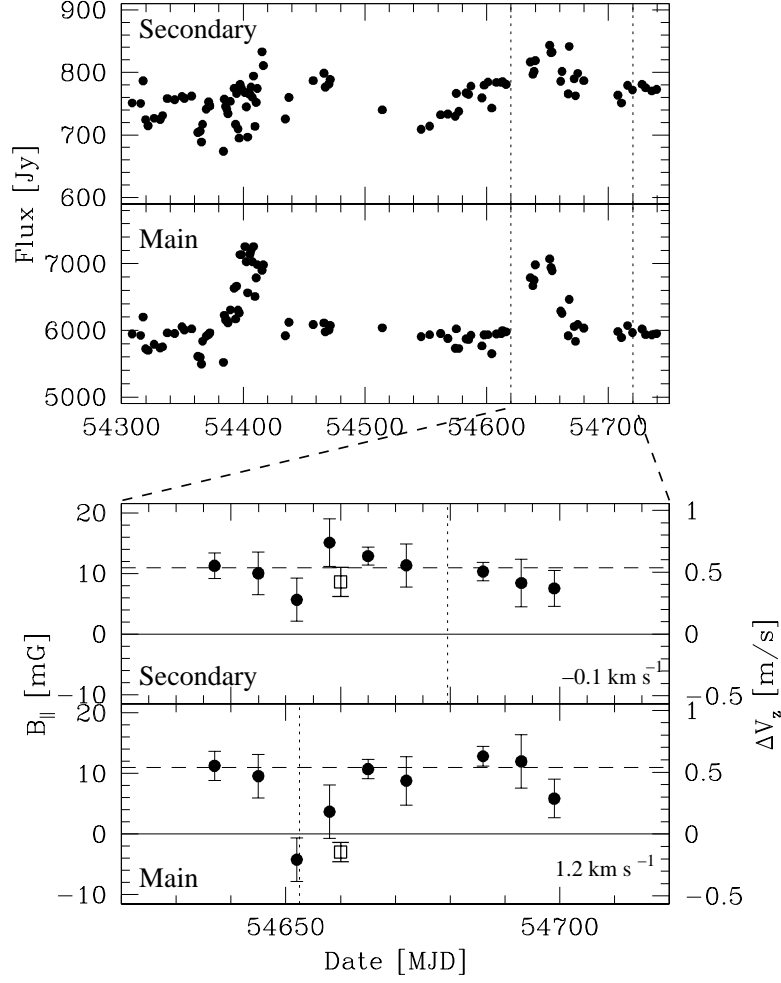 900
Secondary
800
700
600
Flux [Jy]
Main
7000
6000
5000
54300 54400 54500 54600 54700
20 1
10 0.5
0 0
Secondary –0.1 km s⁻¹
−10 −0.5
B∥ [mG]
ΔVz [m/s]
20 1
10 0.5
0 0
Main 1.2 km s⁻¹
−10 −0.5
54650 54700
Date [MJD]